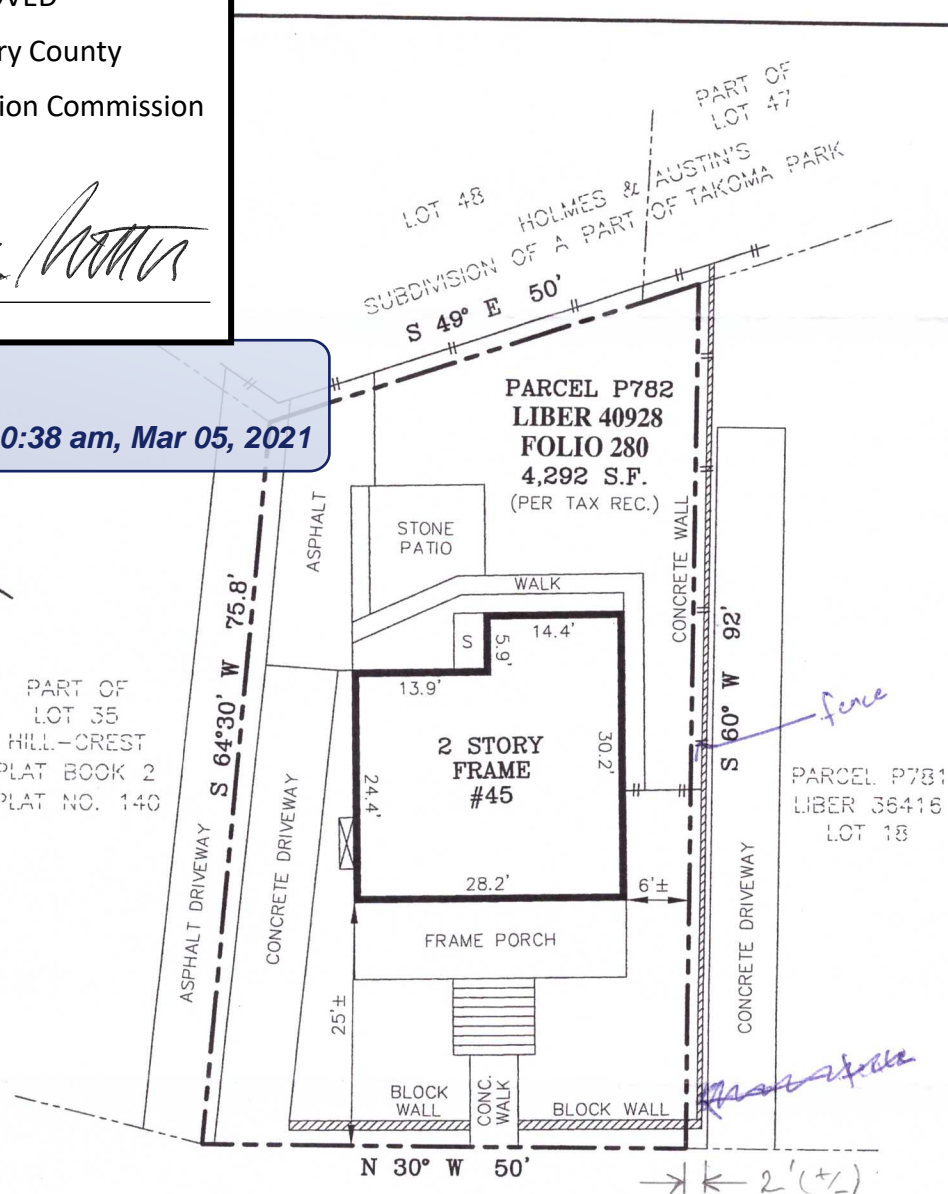 OVED
ry County
ion Commission
0:38 am, Mar 05, 2021
PART OF
LOT 47
LOT 48
HOLMES & AUSTIN'S
SUBDIVISION OF A PART OF TAKOMA PARK
S 49° E 50'
PARCEL P782
LIBER 40928
FOLIO 280
4,292 S.F.
(PER TAX REC.)
ASPHALT
STONE
PATIO
WALK
CONCRETE WALL
S
5.9'
14.4'
13.9'
S 64°30' W 75.8'
S 60° W 92'
fence
PART OF
LOT 35
HILL-CREST
PLAT BOOK 2
PLAT NO. 140
2 STORY
FRAME
#45
24.4'
30.2'
28.2'
6'±
PARCEL P781
LIBER 36416
LOT 18
ASPHALT DRIVEWAY
CONCRETE DRIVEWAY
CONCRETE DRIVEWAY
FRAME PORCH
25'±
BLOCK
WALL
CONC.
WALK
BLOCK WALL
N 30° W 50'
2'(+/-)